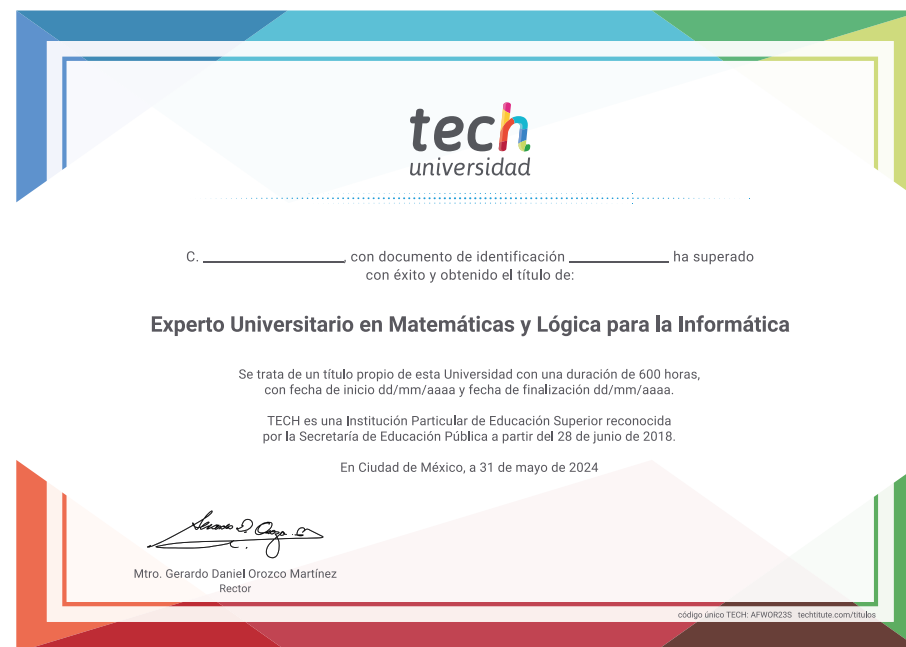 tech
universidad
C. ____________, con documento de identificación ____________ ha superado
con éxito y obtenido el título de:
Experto Universitario en Matemáticas y Lógica para la Informática
Se trata de un título propio de esta Universidad con una duración de 600 horas,
con fecha de inicio dd/mm/aaaa y fecha de finalización dd/mm/aaaa.
TECH es una Institución Particular de Educación Superior reconocida
por la Secretaría de Educación Pública a partir del 28 de junio de 2018.
En Ciudad de México, a 31 de mayo de 2024
Mtro. Gerardo Daniel Orozco Martínez
Rector
código único TECH: AFWOR23S techtitute.com/titulos